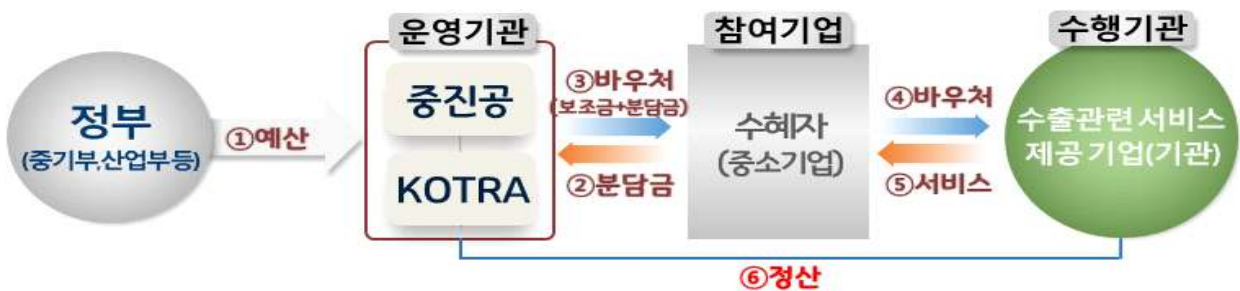 운영기관
참여기업
수행기관
정부
(중기부,산업부등)
①예산
중진공
KOTRA
③바우처
(보조금+분담금)
②분담금
수혜자
(중소기업)
④바우처
⑤서비스
수출관련 서비스
제공 기업(기관)
⑥정산